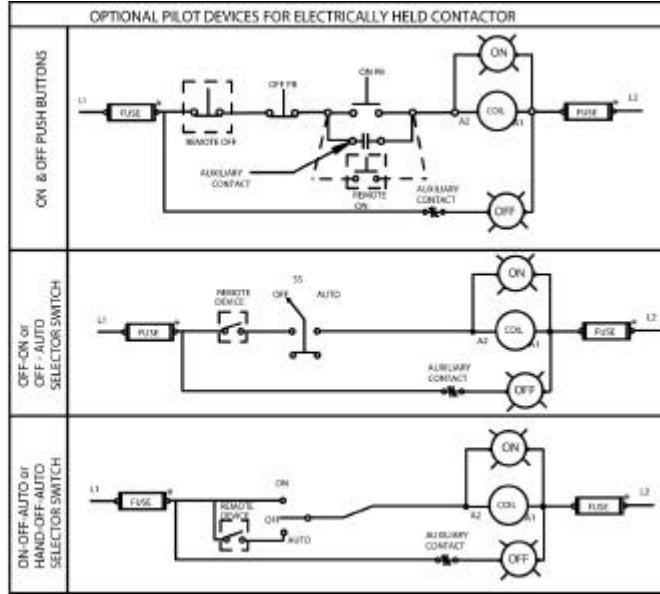 OPTIONAL PILOT DEVICES FOR ELECTRICALLY HELD CONTACTOR
ON & OFF PUSH BUTTONS
L1
FUSE
REMOTE OFF
OFF PB
ON PB
AUXILIARY
CONTACT
REMOTE
ON
AUXILIARY
CONTACT
ON
A2
COIL
A1
FUSE
L2
OFF
OFF-ON or
OFF - AUTO
SELECTOR SWITCH
L1
FUSE
REMOTE
DEVICE
SS
OFF
AUTO
ON
A2
COIL
A1
FUSE
L2
AUXILIARY
CONTACT
OFF
ON-OFF-AUTO or
HAND-OFF-AUTO
SELECTOR SWITCH
L1
FUSE
REMOTE
DEVICE
ON
OFF
AUTO
ON
A2
COIL
A1
FUSE
L2
AUXILIARY
CONTACT
OFF